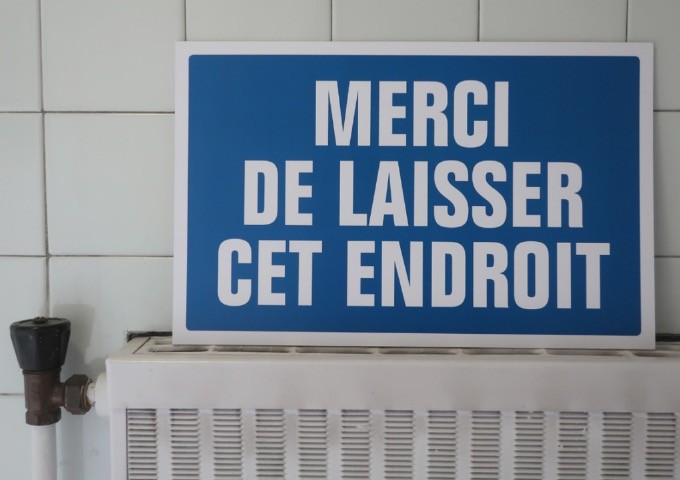 MERCI
DE LAISSER
CET ENDROIT